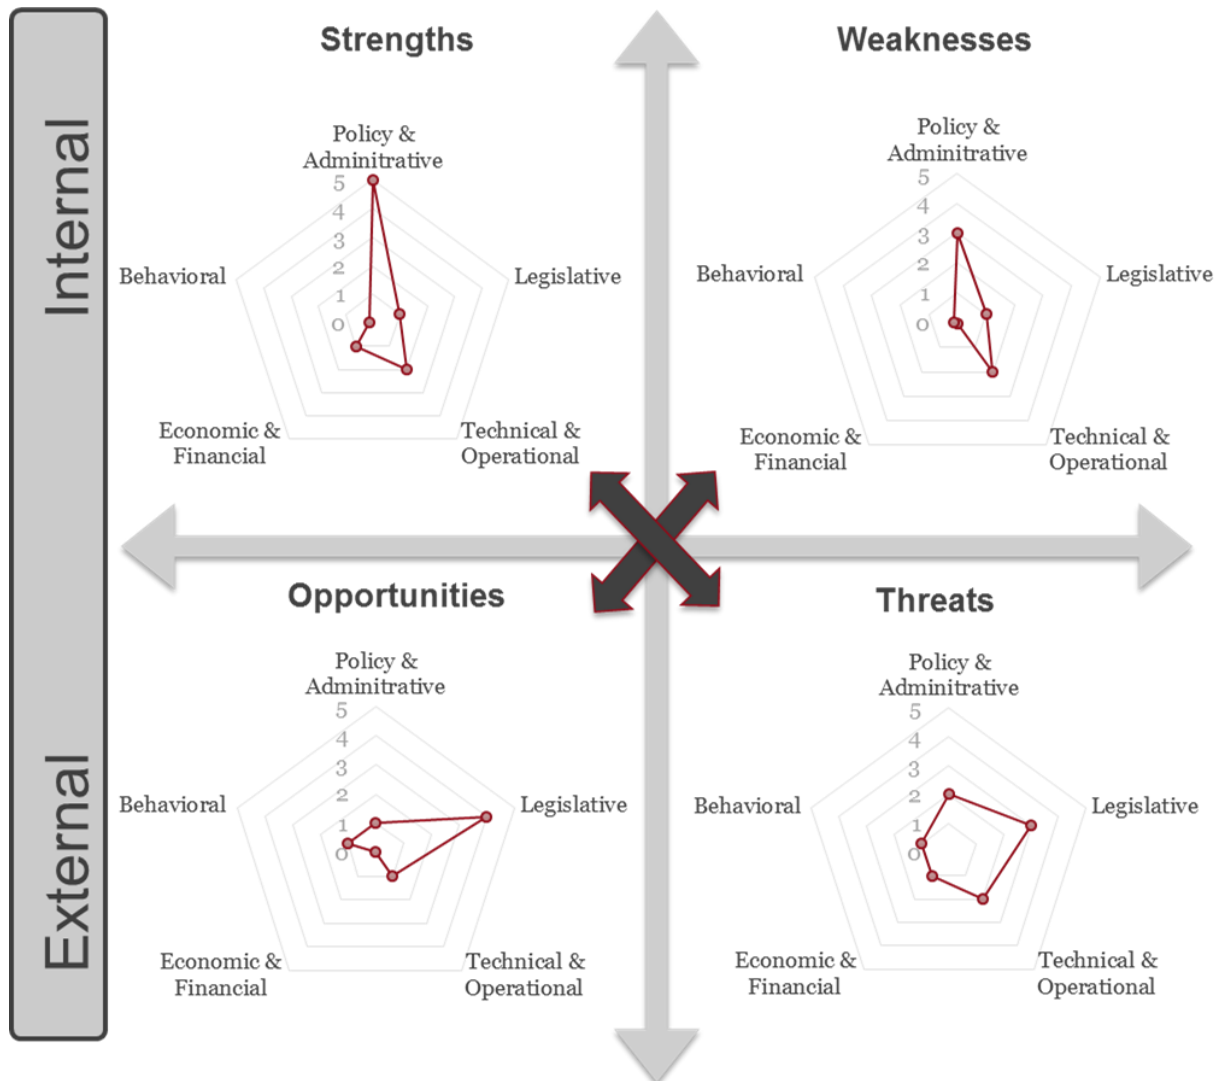 Internal
Strengths
Policy &
Adminitrative
5
4
3
2
1
0
Behavioral
Legislative
Economic &
Financial
Technical &
Operational
Weaknesses
Policy &
Adminitrative
5
4
3
2
1
0
Behavioral
Legislative
Economic &
Financial
Technical &
Operational
External
Opportunities
Policy &
Adminitrative
5
4
3
2
1
0
Behavioral
Legislative
Economic &
Financial
Technical &
Operational
Threats
Policy &
Adminitrative
5
4
3
2
1
0
Behavioral
Legislative
Economic &
Financial
Technical &
Operational